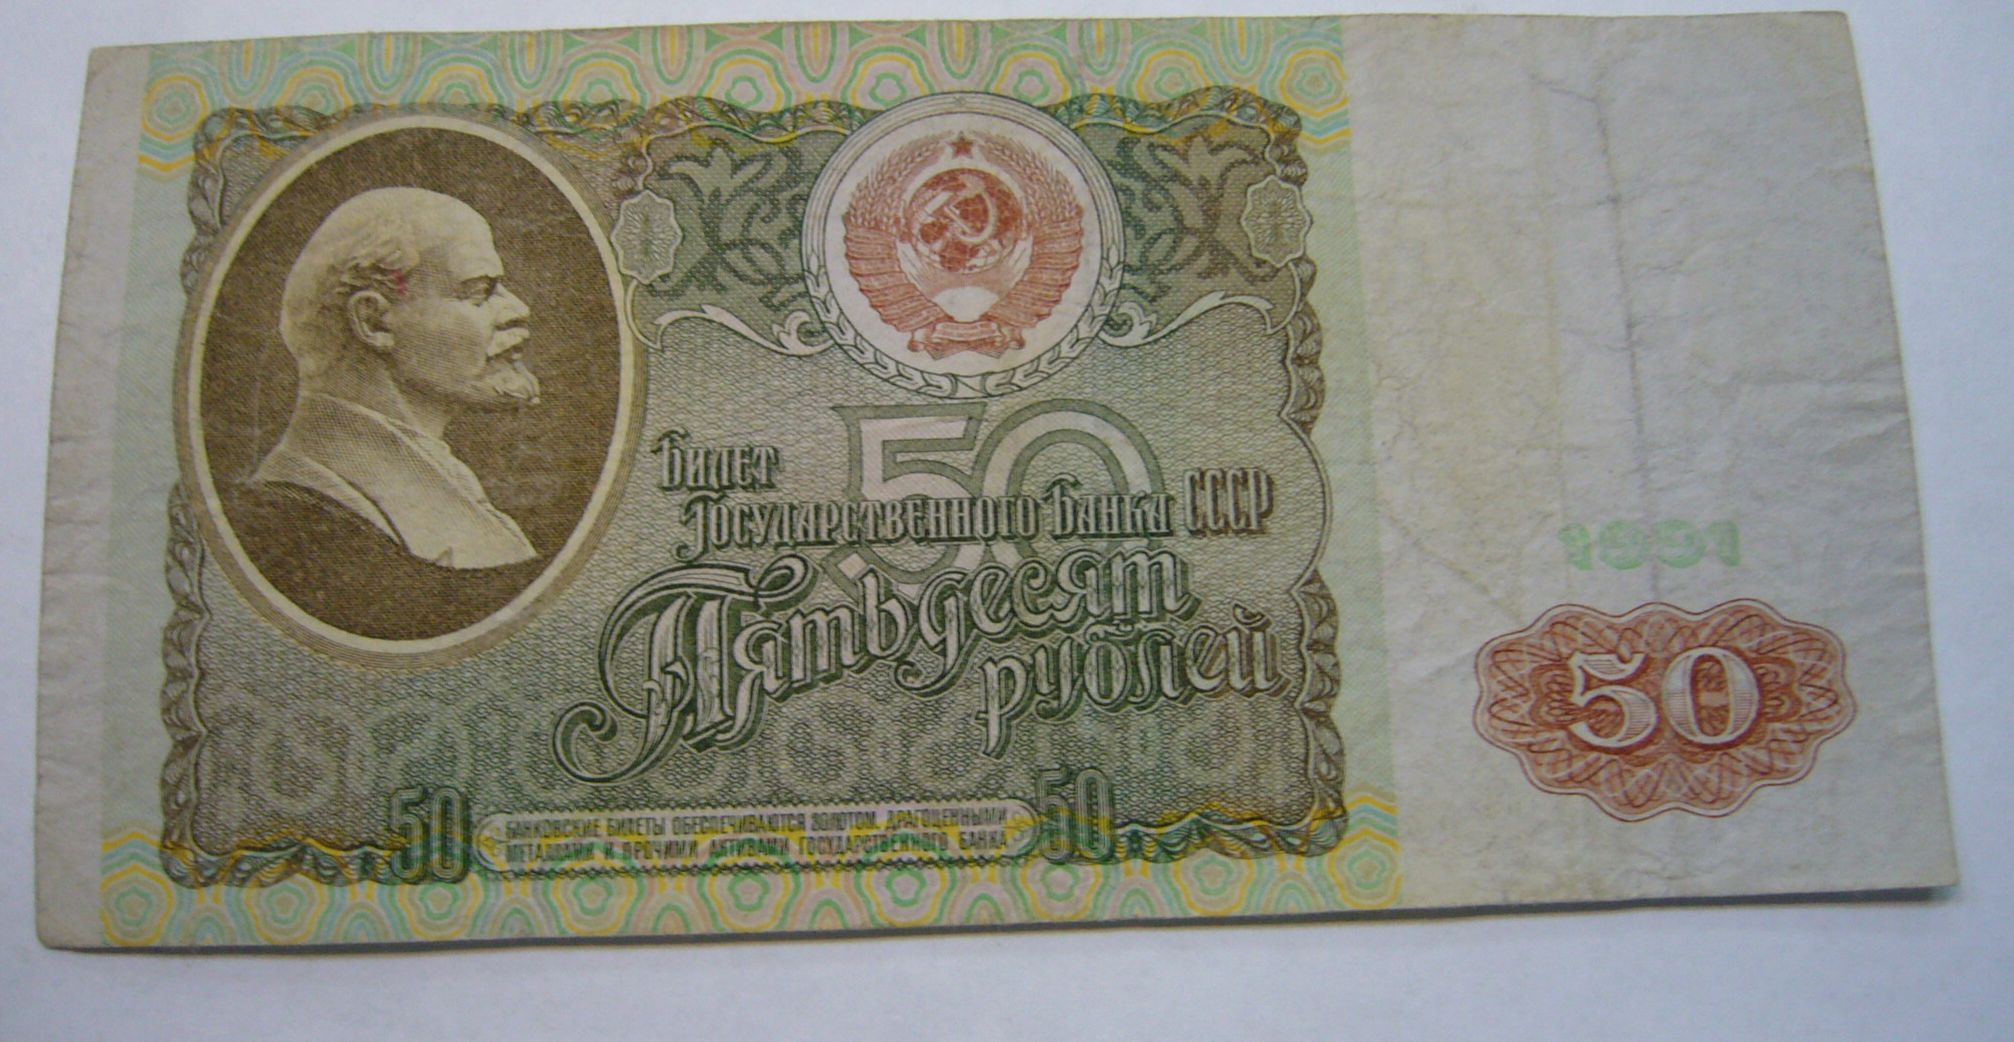 50
Билет
Государственного Банка СССР
Пятьдесят
рублей
1991
50
50
БАНКОВСКИЕ БИЛЕТЫ ОБЕСПЕЧИВАЮТСЯ ЗОЛОТОМ, ДРАГОЦЕННЫМИ
МЕТАЛЛАМИ И ПРОЧИМИ АКТИВАМИ ГОСУДАРСТВЕННОГО БАНКА
50